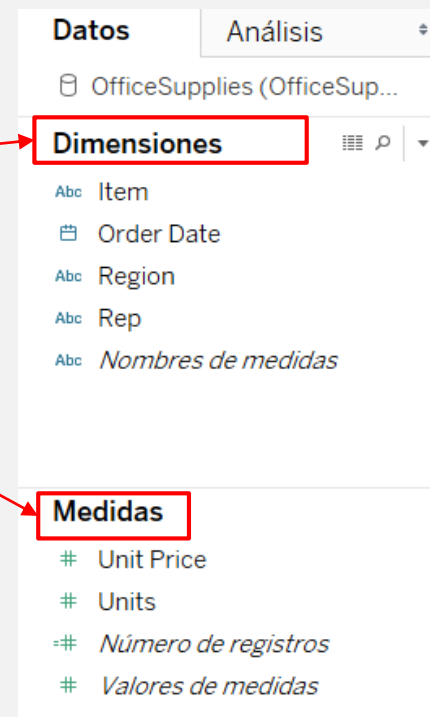 Datos Análisis
OfficeSupplies (OfficeSup...
Dimensiones
Abc Item
Order Date
Abc Region
Abc Rep
Abc Nombres de medidas
Medidas
# Unit Price
# Units
=# Número de registros
# Valores de medidas